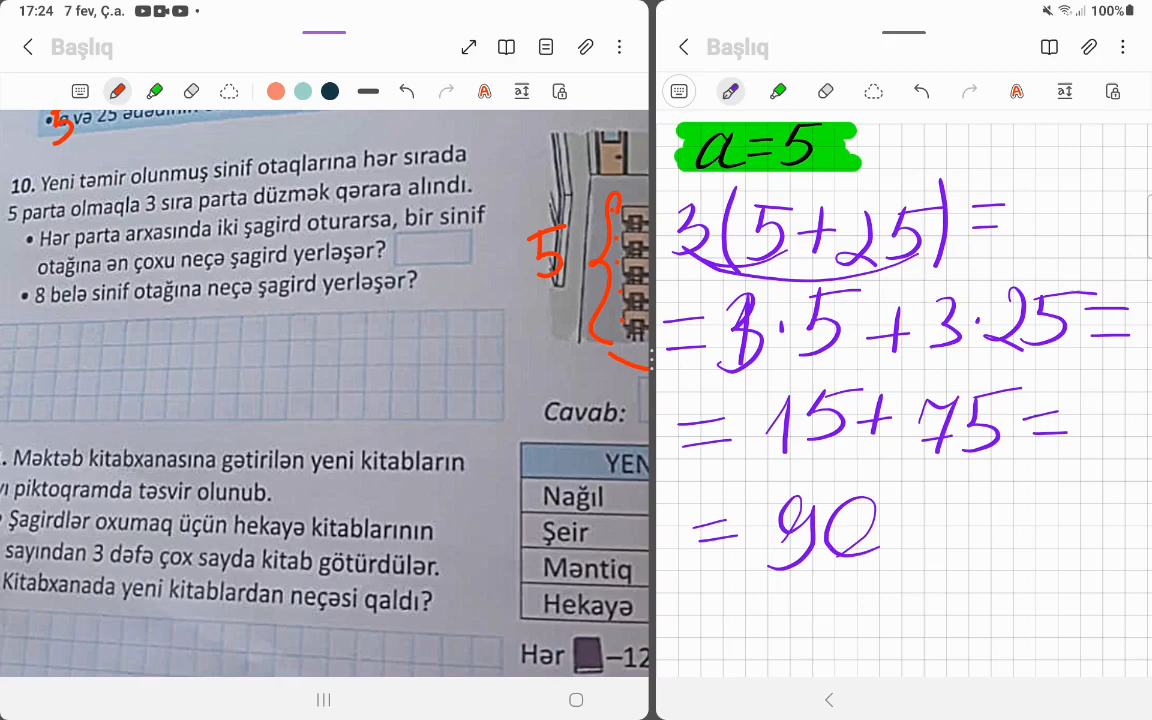 17:24 7 fev, Ç.a.
100%
Başlıq
Başlıq
və 25
10. Yeni təmir olunmuş sinif otaqlarına hər sırada
5 parta olmaqla 3 sıra parta düzmək qərara alındı.
• Hər parta arxasında iki şagird oturarsa, bir sinif
otağına ən çoxu neçə şagird yerləşər?
• 8 belə sinif otağına neçə şagird yerləşər?
5
Cavab:
. Məktəb kitabxanasına gətirilən yeni kitabların
yı piktoqramda təsvir olunub.
Şagirdlər oxumaq üçün hekayə kitablarının
sayından 3 dəfə çox sayda kitab götürdülər.
Kitabxanada yeni kitablardan neçəsi qaldı?
YEN
Nağıl
Şeir
Məntiq
Hekayə
Hər –12
a=5
3(5+25)=
=3·5+3·25=
=15+75=
=90